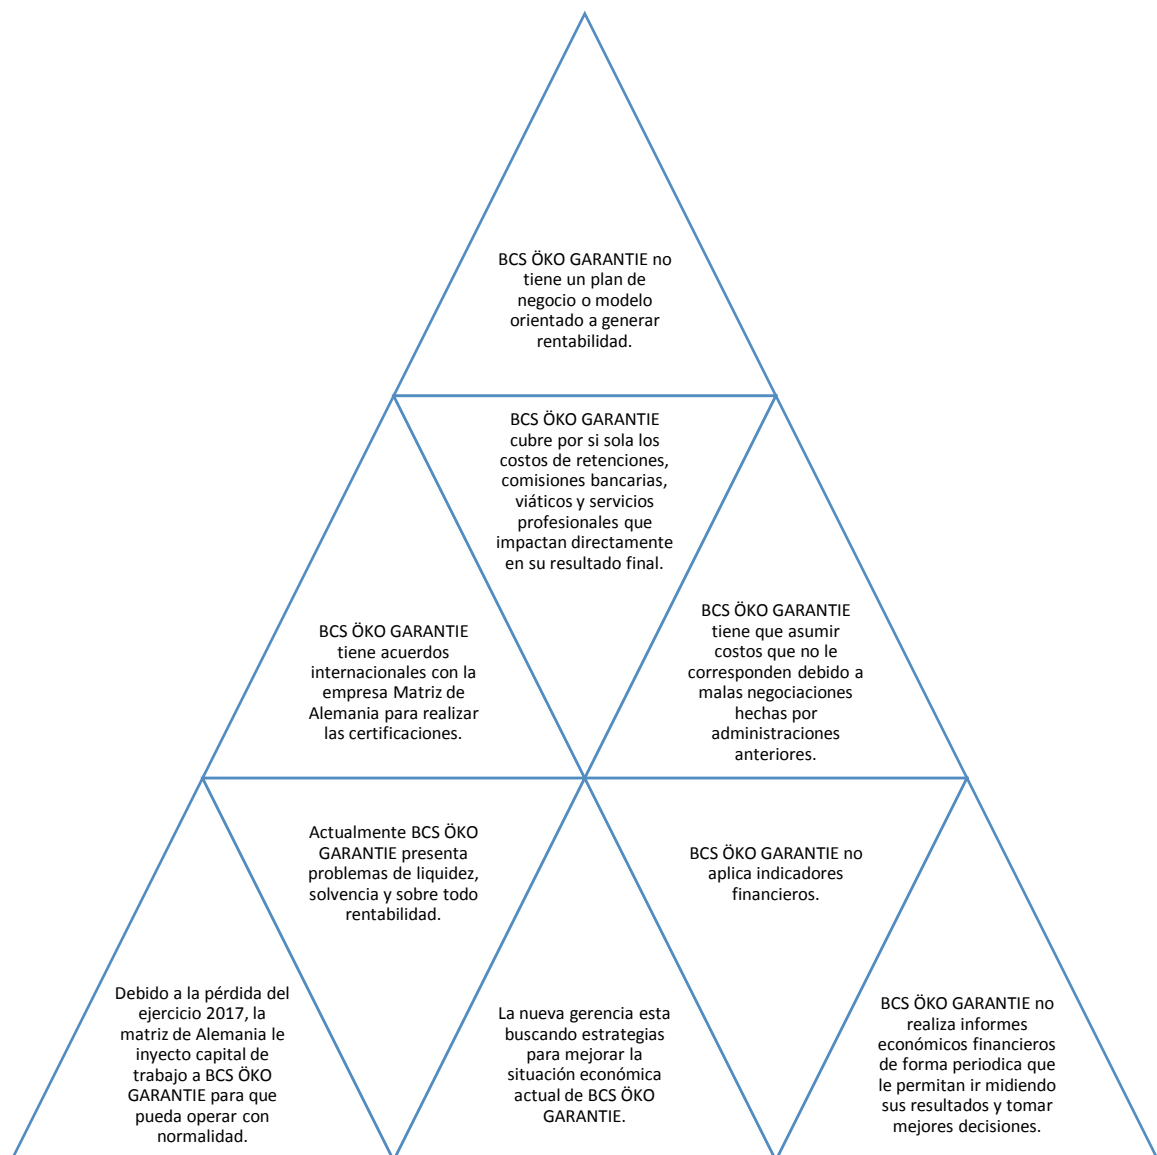 BCS ÖKO GARANTIE no
tiene un plan de
negocio o modelo
orientado a generar
rentabilidad.
BCS ÖKO GARANTIE
cubre por si sola los
costos de retenciones,
comisiones bancarias,
viáticos y servicios
profesionales que
impactan directamente
en su resultado final.
BCS ÖKO GARANTIE
tiene acuerdos
internacionales con la
empresa Matriz de
Alemania para realizar
las certificaciones.
BCS ÖKO GARANTIE
tiene que asumir
costos que no le
corresponden debido a
malas negociaciones
hechas por
administraciones
anteriores.
Actualmente BCS ÖKO
GARANTIE presenta
problemas de liquidez,
solvencia y sobre todo
rentabilidad.
BCS ÖKO GARANTIE no
aplica indicadores
financieros.
Debido a la pérdida del
ejercicio 2017, la
matriz de Alemania le
inyecto capital de
trabajo a BCS ÖKO
GARANTIE para que
pueda operar con
normalidad.
La nueva gerencia esta
buscando estrategias
para mejorar la
situación económica
actual de BCS ÖKO
GARANTIE.
BCS ÖKO GARANTIE no
realiza informes
económicos financieros
de forma periodica que
le permitan ir midiendo
sus resultados y tomar
mejores decisiones.